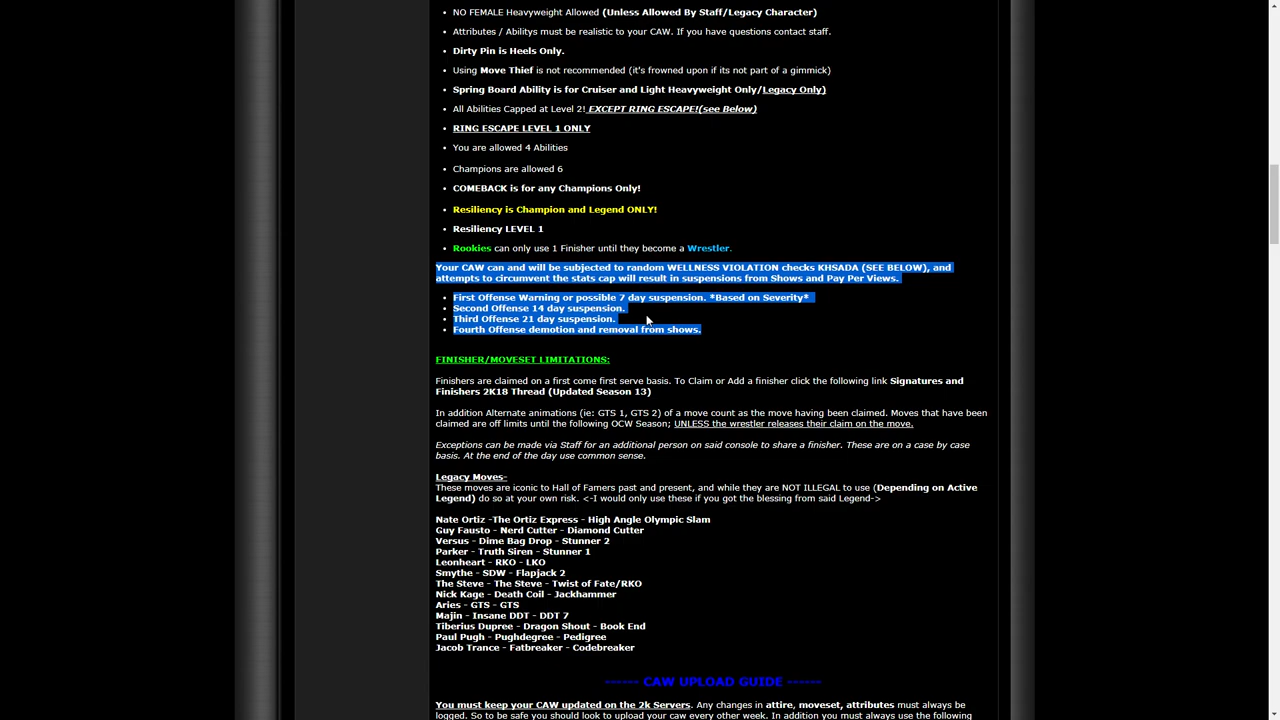 NO FEMALE Heavyweight Allowed (Unless Allowed By Staff/Legacy Character)
Attributes / Abilitys must be realistic to your CAW. If you have questions contact staff.
Dirty Pin is Heels Only.
Using Move Thief is not recommended (it's frowned upon if its not part of a gimmick)
Spring Board Ability is for Cruiser and Light Heavyweight Only/Legacy Only)
All Abilities Capped at Level 2! EXCEPT RING ESCAPE!(see Below)
RING ESCAPE LEVEL 1 ONLY
You are allowed 4 Abilities
Champions are allowed 6
COMEBACK is for any Champions Only!
Resiliency is Champion and Legend ONLY!
Resiliency LEVEL 1
Rookies can only use 1 Finisher until they become a Wrestler.
Your CAW can and will be subjected to random WELLNESS VIOLATION checks KHSADA (SEE BELOW), and
attempts to circumvent the stats cap will result in suspensions from Shows and Pay Per Views.
First Offense Warning or possible 7 day suspension. *Based on Severity*
Second Offense 14 day suspension.
Third Offense 21 day suspension.
Fourth Offense demotion and removal from shows.
FINISHER/MOVESET LIMITATIONS:
Finishers are claimed on a first come first serve basis. To Claim or Add a finisher click the following link Signatures and
Finishers 2K18 Thread (Updated Season 13)
In addition Alternate animations (ie: GTS 1, GTS 2) of a move count as the move having been claimed. Moves that have been
claimed are off limits until the following OCW Season; UNLESS the wrestler releases their claim on the move.
Exceptions can be made via Staff for an additional person on said console to share a finisher. These are on a case by case
basis. At the end of the day use common sense.
Legacy Moves-
These moves are iconic to Hall of Famers past and present, and while they are NOT ILLEGAL to use (Depending on Active
Legend) do so at your own risk. <-I would only use these if you got the blessing from said Legend->
Nate Ortiz -The Ortiz Express - High Angle Olympic Slam
Guy Fausto - Nerd Cutter - Diamond Cutter
Versus - Dime Bag Drop - Stunner 2
Parker - Truth Siren - Stunner 1
Leonheart - RKO - LKO
Smythe - SDW - Flapjack 2
The Steve - The Steve - Twist of Fate/RKO
Nick Kage - Death Coil - Jackhammer
Aries - GTS - GTS
Majin - Insane DDT - DDT 7
Tiberius Dupree - Dragon Shout - Book End
Paul Pugh - Pughdegree - Pedigree
Jacob Trance - Fatbreaker - Codebreaker
------ CAW UPLOAD GUIDE ------
You must keep your CAW updated on the 2k Servers. Any changes in attire, moveset, attributes must always be
logged. So to be safe you should look to upload your caw every other week. In addition you must always use the following